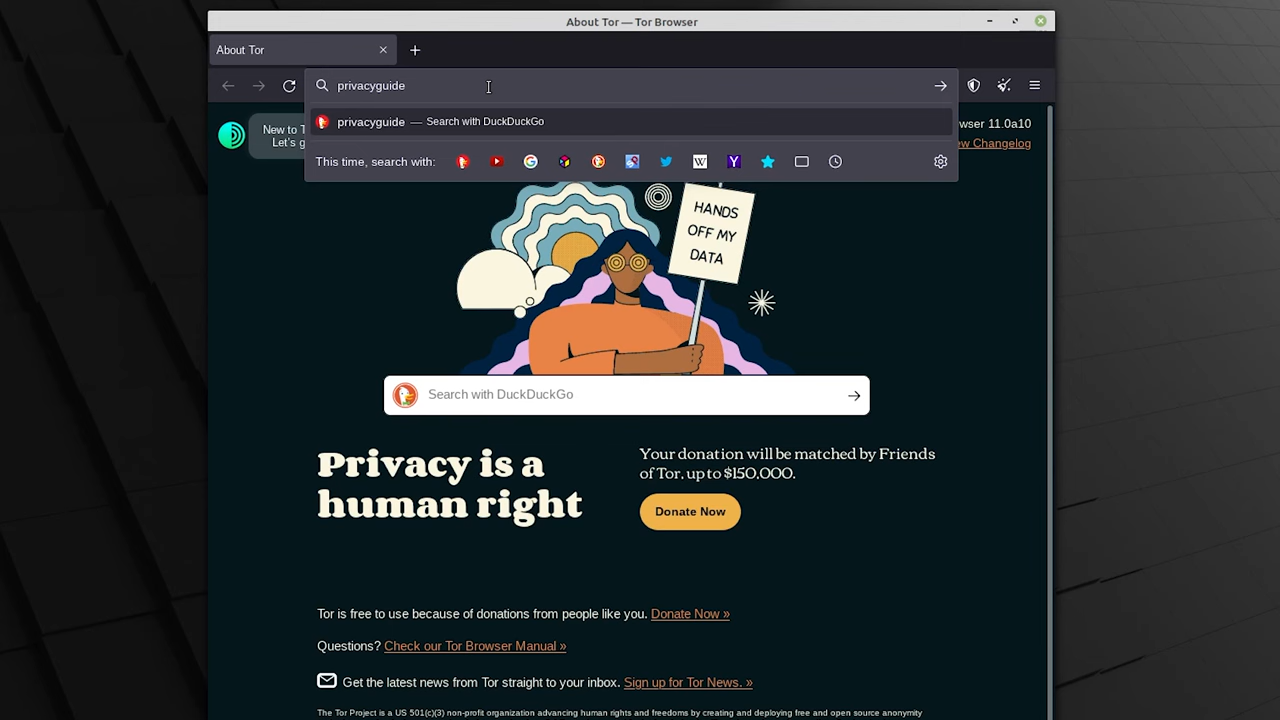 About Tor — Tor Browser
About Tor
privacyguide
privacyguide — Search with DuckDuckGo
This time, search with:
New to T
Let's g
wser 11.0a10
ew Changelog
HANDS
OFF MY
DATA
Search with DuckDuckGo
Privacy is a
human right
Your donation will be matched by Friends
of Tor, up to $150,000.
Donate Now
Tor is free to use because of donations from people like you. Donate Now »
Questions? Check our Tor Browser Manual »
Get the latest news from Tor straight to your inbox. Sign up for Tor News. »
The Tor Project is a US 501(c)(3) non-profit organization advancing human rights and freedoms by creating and deploying free and open source anonymity